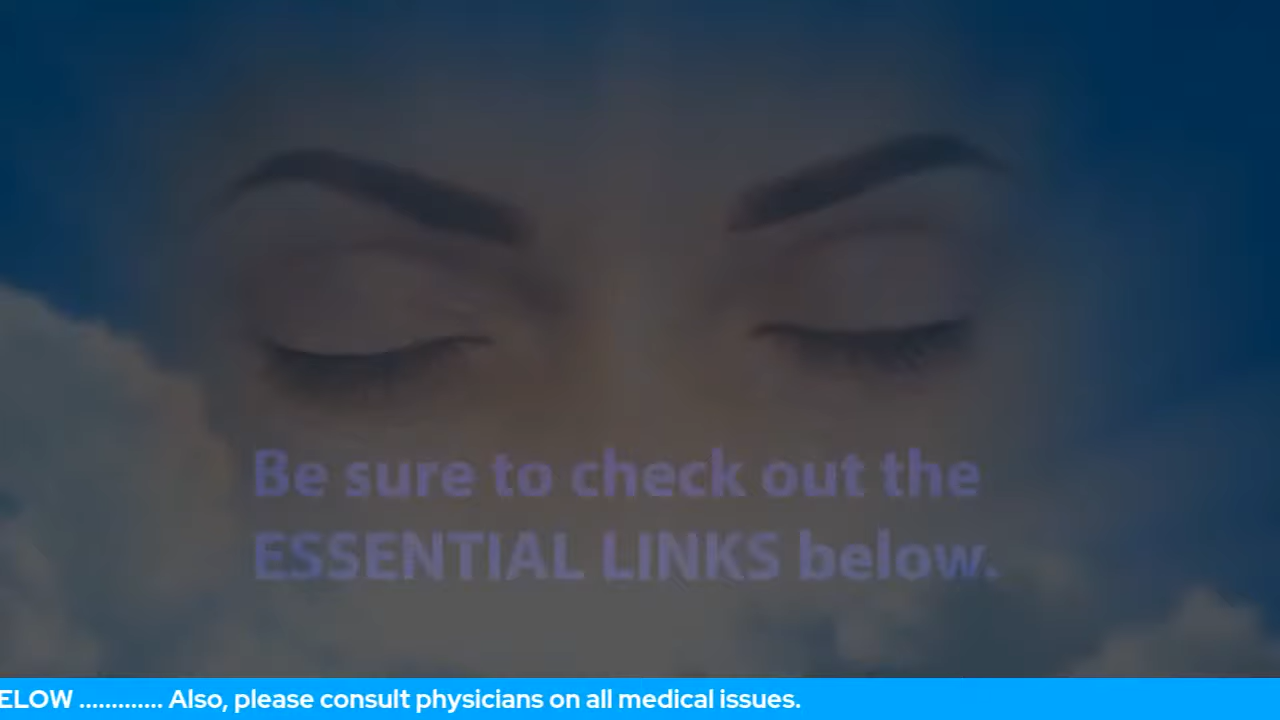 Be sure to check out the
ESSENTIAL LINKS below.
ELOW ............. Also, please consult physicians on all medical issues.